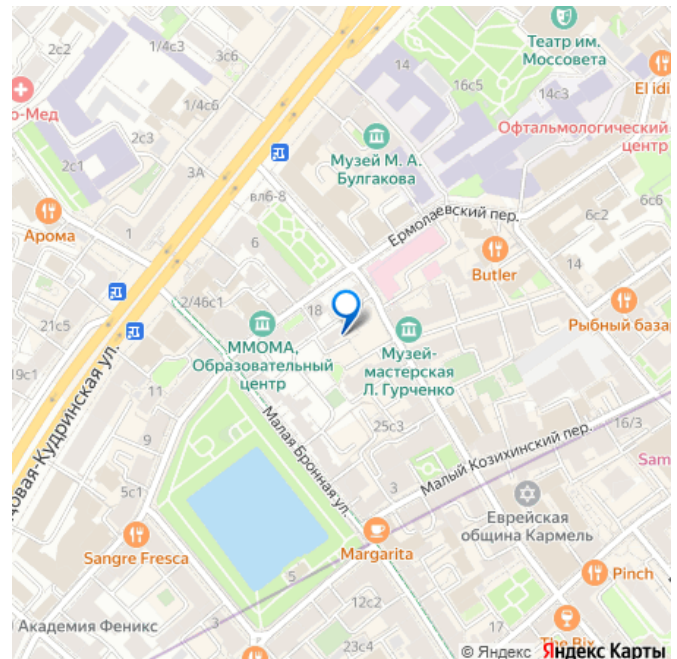 2с2
1/4с3
3с6
Театр им.
Моссовета
14
16с5
14с3
El idi
о-Мед
1/4с6
2с3
2с1
3А
Музей М. А.
Булгакова
Офтальмологический
центр
вл6-8
Ермолаевский пер.
6с2
6с6
Арома
1
6
Butler
14
2/46с1
18
Рыбный база
21с5
ММОМА,
Образовательный
центр
Музей-
мастерская
Л. Гурченко
19с1
11
довая-Кудринская ул.
Малая Бронная ул.
25с3
Малый Козихинский пер.
16/3
9
5с1
3
Sam
Еврейская
община Кармель
Sangre Fresca
Margarita
5
Pinch
12с2
Академия Феникс
3
23с4
The Bix
© Яндекс Яндекс Карты